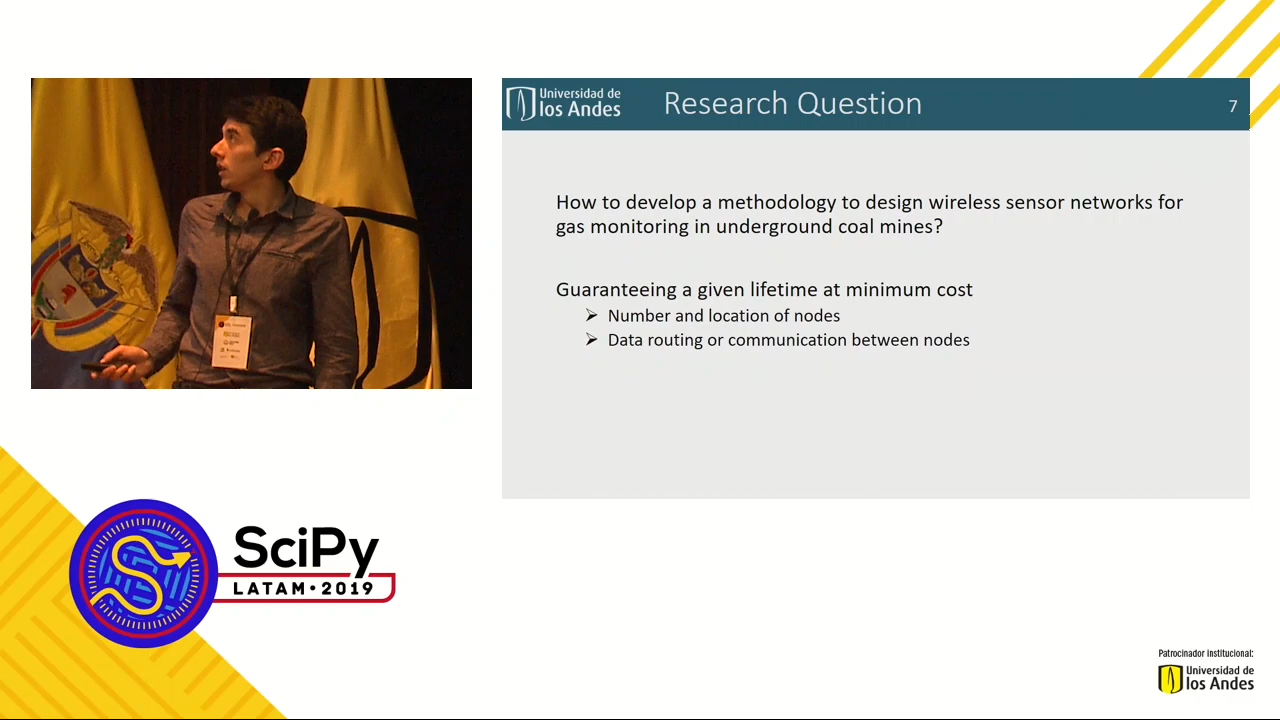 Universidad de
los Andes
Research Question
7
How to develop a methodology to design wireless sensor networks for
gas monitoring in underground coal mines?
Guaranteeing a given lifetime at minimum cost
➢ Number and location of nodes
➢ Data routing or communication between nodes
SciPy
LATAM·2019
Patrocinador institucional:
Universidad de
los Andes